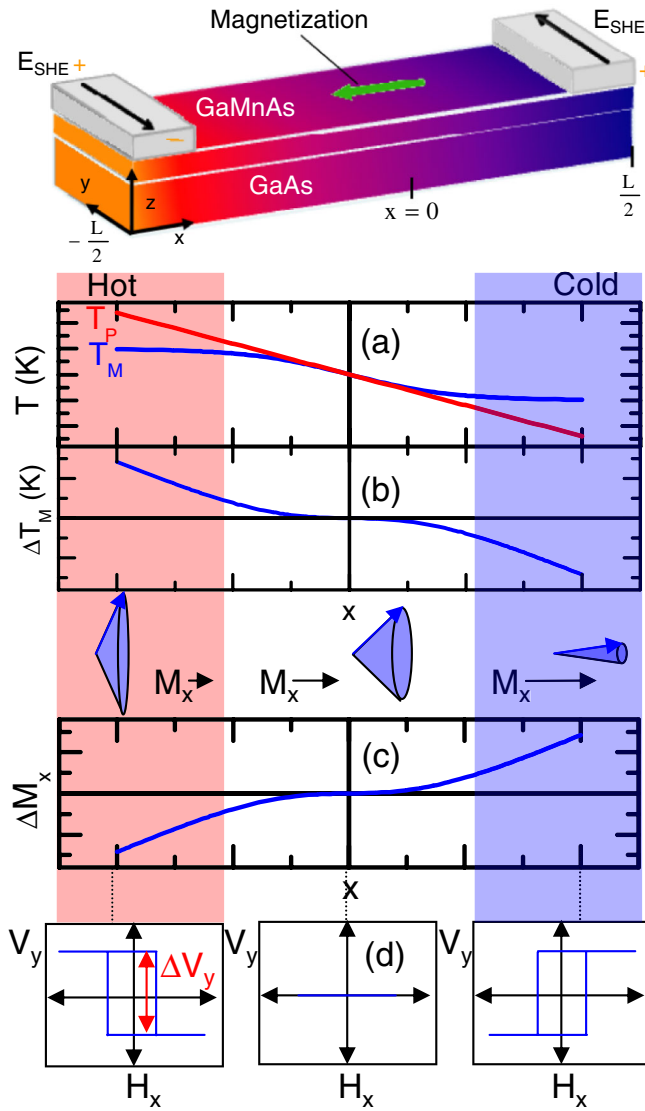 Magnetization
E_SHE +
E_SHE
+
GaMnAs
GaAs
y
z
x
x = 0
L/2
− L/2
Hot
Cold
T_P
T_M
(a)
T (K)
(b)
ΔT_M (K)
x
M_x
M_x
M_x
(c)
ΔM_x
x
V_y
ΔV_y
V_y
(d)
V_y
H_x
H_x
H_x